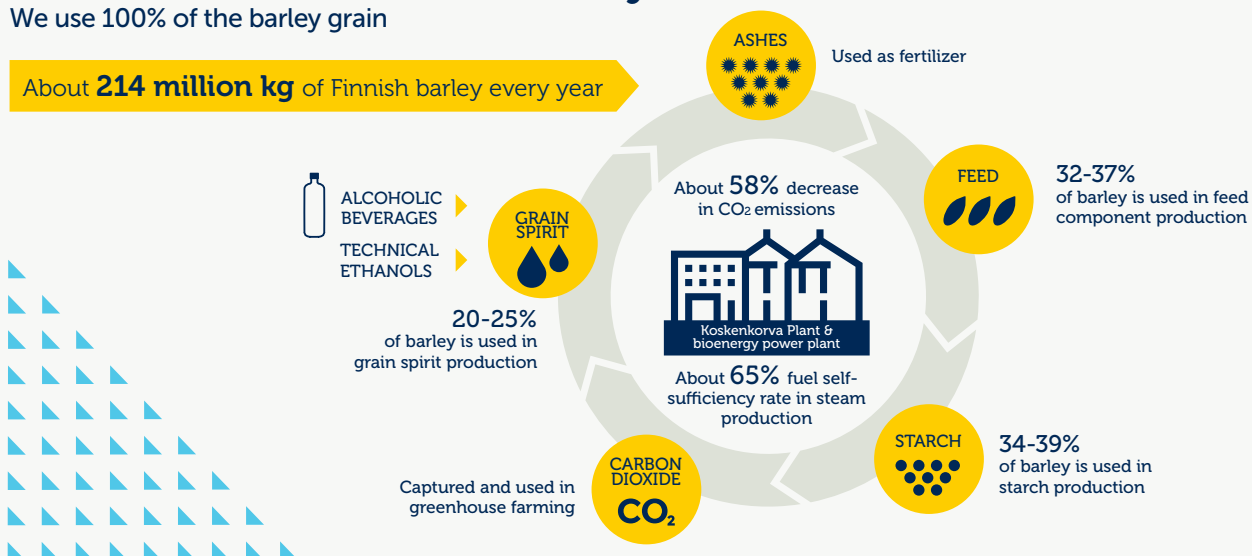 We use 100% of the barley grain
About 214 million kg of Finnish barley every year
ASHES
Used as fertilizer
FEED
32-37%
of barley is used in feed
component production
STARCH
34-39%
of barley is used in
starch production
CARBON
DIOXIDE
CO₂
Captured and used in
greenhouse farming
GRAIN
SPIRIT
ALCOHOLIC
BEVERAGES
TECHNICAL
ETHANOLS
20-25%
of barley is used in
grain spirit production
About 58% decrease
in CO₂ emissions
Koskenkorva Plant &
bioenergy power plant
About 65% fuel self-
sufficiency rate in steam
production